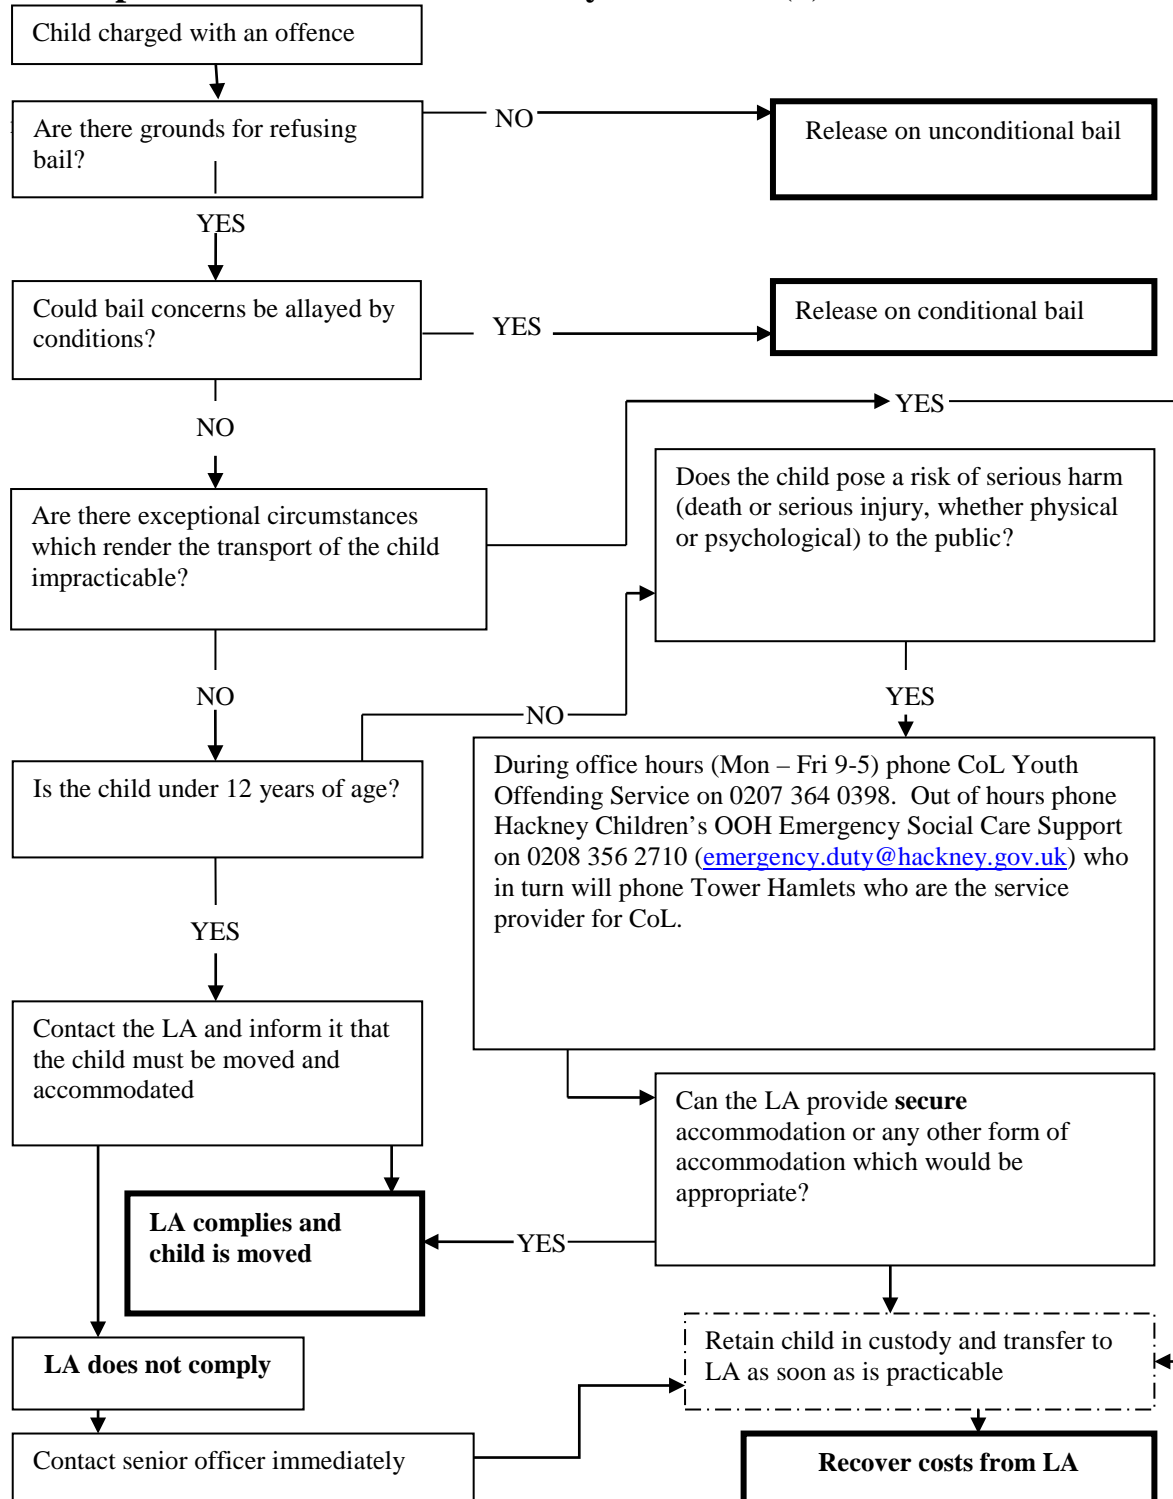 Child charged with an offence
Are there grounds for refusing
bail?
NO
Release on unconditional bail
YES
Could bail concerns be allayed by
conditions?
YES
Release on conditional bail
NO
YES
Are there exceptional circumstances
which render the transport of the child
impracticable?
Does the child pose a risk of serious harm
(death or serious injury, whether physical
or psychological) to the public?
NO
NO
YES
Is the child under 12 years of age?
During office hours (Mon – Fri 9-5) phone CoL Youth
Offending Service on 0207 364 0398.  Out of hours phone
Hackney Children’s OOH Emergency Social Care Support
on 0208 356 2710 (emergency.duty@hackney.gov.uk) who
in turn will phone Tower Hamlets who are the service
provider for CoL.
YES
Contact the LA and inform it that
the child must be moved and
accommodated
Can the LA provide secure
accommodation or any other form of
accommodation which would be
appropriate?
LA complies and
child is moved
YES
LA does not comply
Retain child in custody and transfer to
LA as soon as is practicable
Contact senior officer immediately
Recover costs from LA